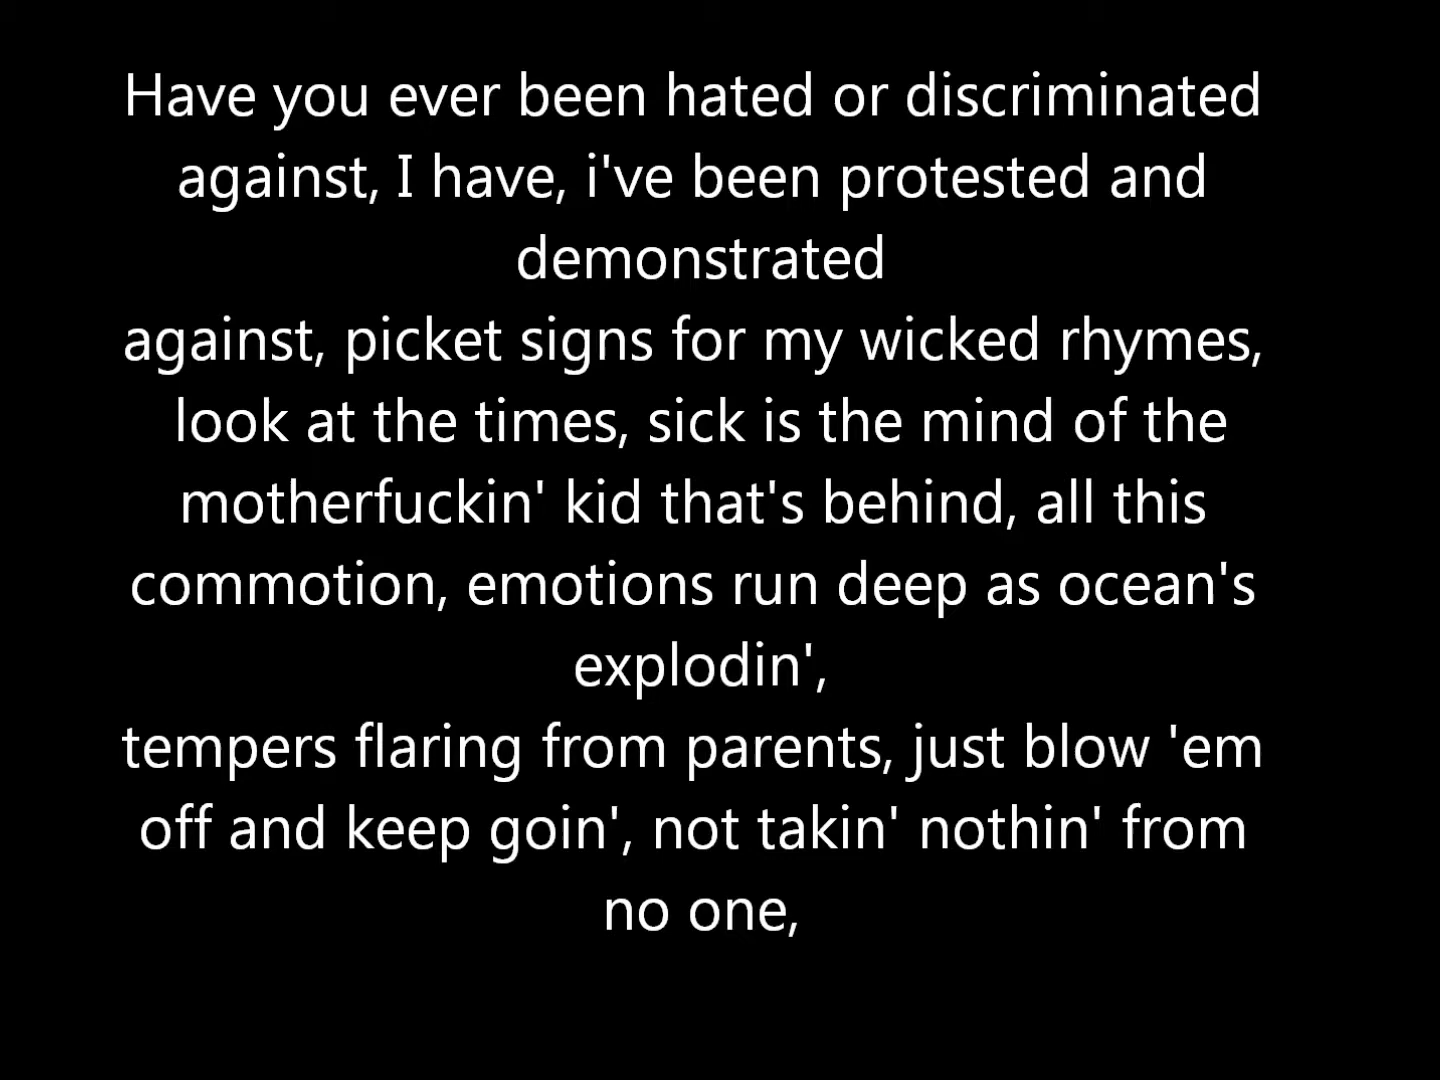 Have you ever been hated or discriminated
against, I have, i've been protested and
demonstrated
against, picket signs for my wicked rhymes,
look at the times, sick is the mind of the
motherfuckin' kid that's behind, all this
commotion, emotions run deep as ocean's
explodin',
tempers flaring from parents, just blow 'em
off and keep goin', not takin' nothin' from
no one,